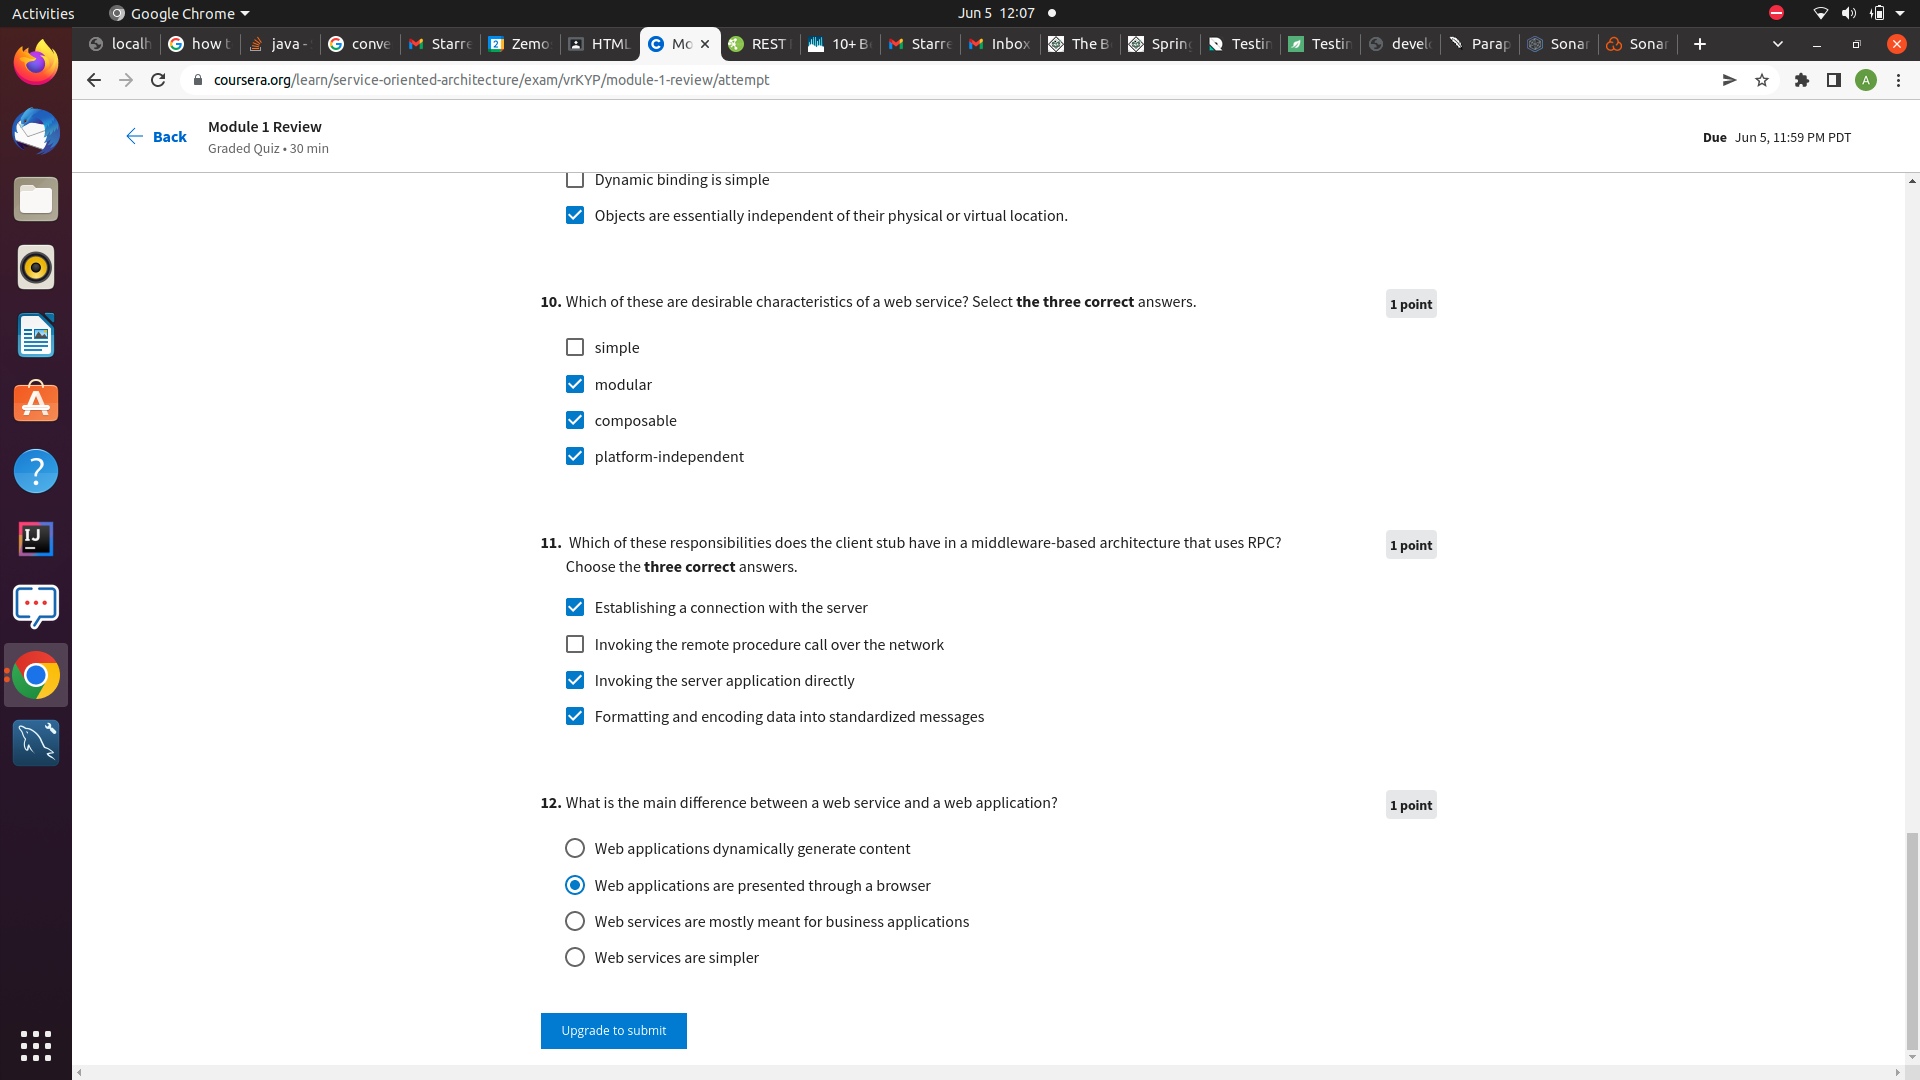 Activities
Google Chrome
Jun 5 12:07
localh
how t
java -
conve
Starre
Zemo
HTML
Mo
REST
10+ B
Starre
Inbox
The B
Spring
Testin
Testin
devel
Parap
Sonar
Sonar
coursera.org/learn/service-oriented-architecture/exam/vrKYP/module-1-review/attempt
A
Back
Module 1 Review
Graded Quiz • 30 min
Due Jun 5, 11:59 PM PDT
Dynamic binding is simple
Objects are essentially independent of their physical or virtual location.
10. Which of these are desirable characteristics of a web service? Select the three correct answers.
1 point
simple
modular
composable
platform-independent
11. Which of these responsibilities does the client stub have in a middleware-based architecture that uses RPC?
Choose the three correct answers.
1 point
Establishing a connection with the server
Invoking the remote procedure call over the network
Invoking the server application directly
Formatting and encoding data into standardized messages
12. What is the main difference between a web service and a web application?
1 point
Web applications dynamically generate content
Web applications are presented through a browser
Web services are mostly meant for business applications
Web services are simpler
Upgrade to submit